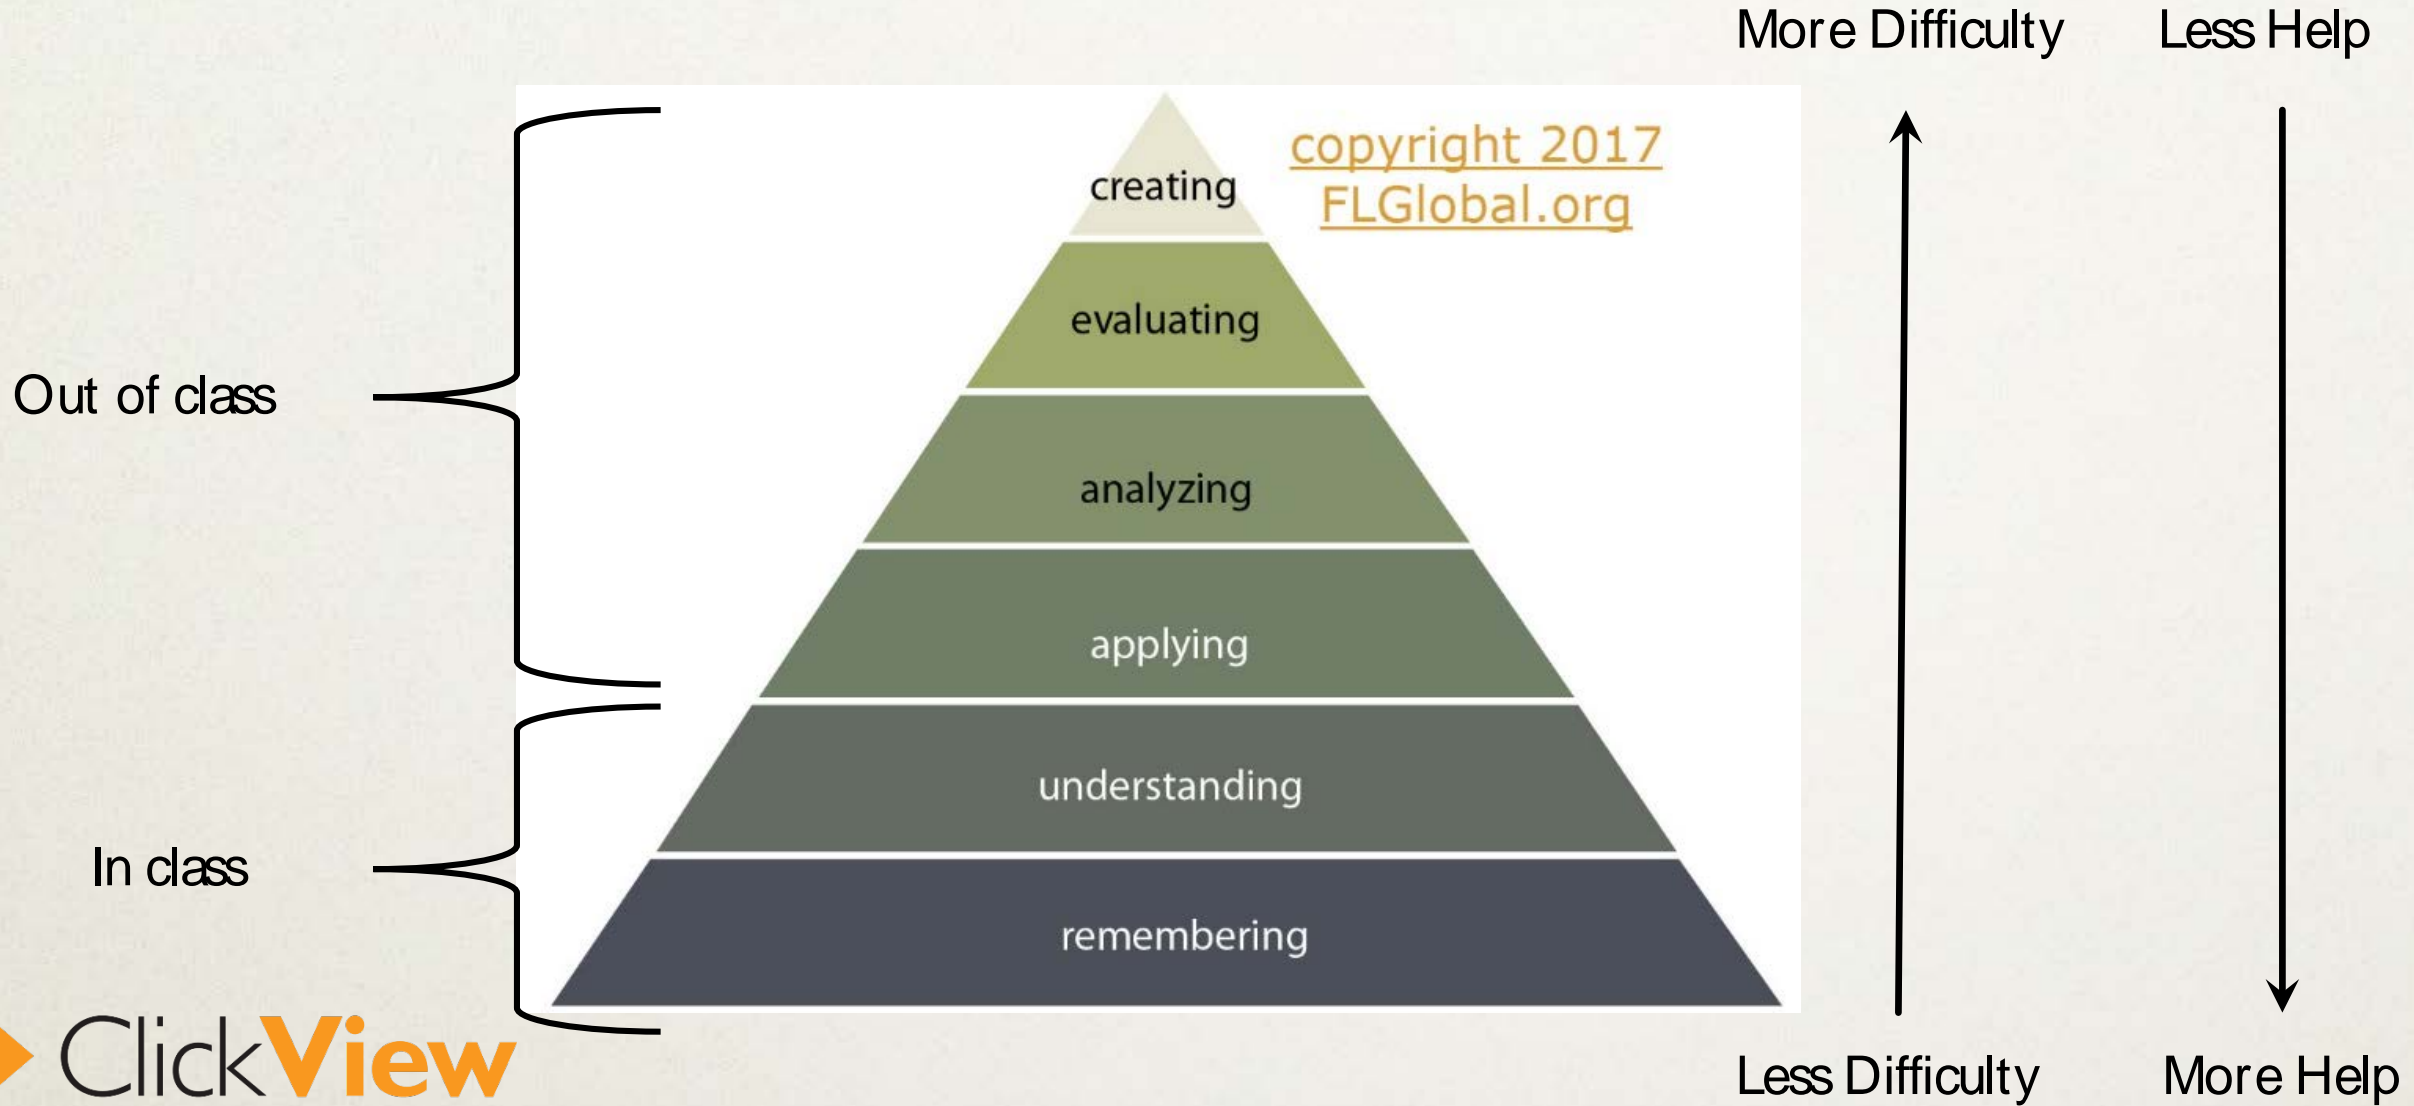 More Difficulty Less Help
copyright 2017
FLGlobal.org
creating
evaluating
Out of class
analyzing
applying
understanding
In class
remembering
ClickView
Less Difficulty More Help